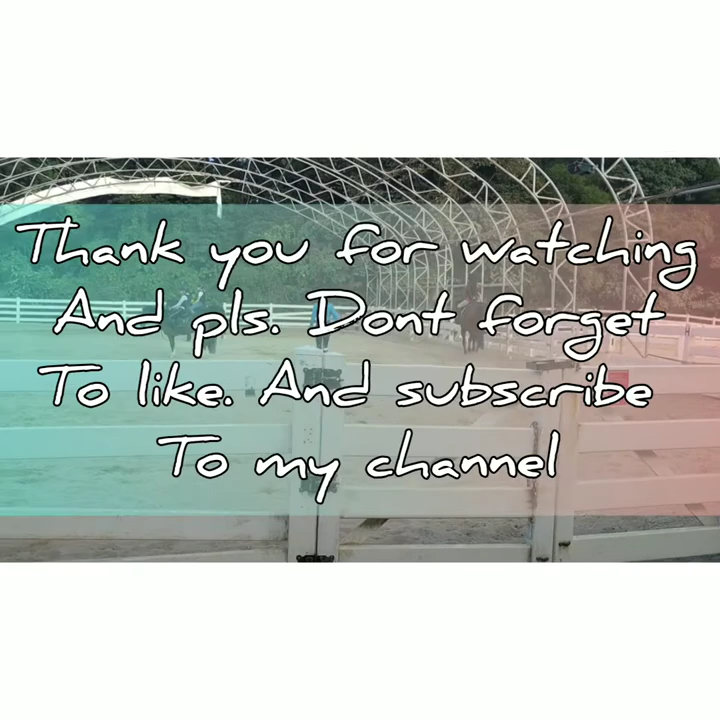 Thank you for watching
And pls. Dont forget
To like. And subscribe
To my channel